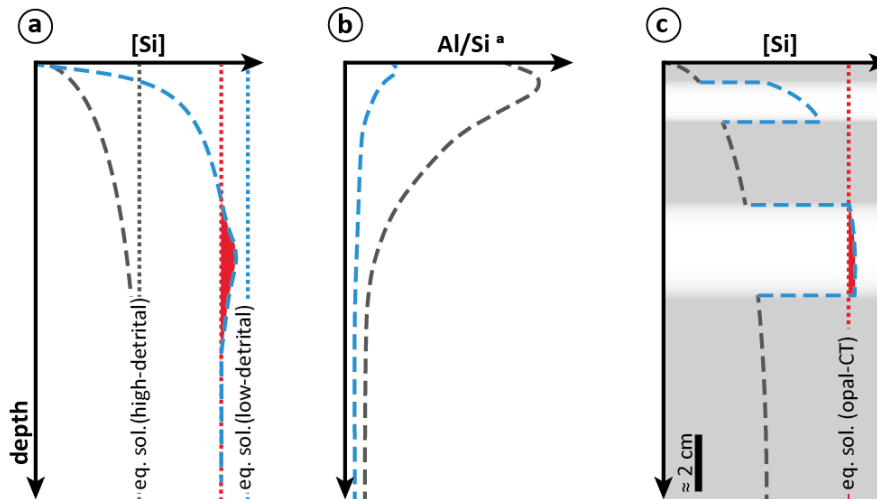 a
[Si]
depth
eq. sol.(high-detrital)
eq. sol.(low-detrital)
b
Al/Si ª
c
[Si]
≈ 2 cm
eq. sol. (opal-CT)